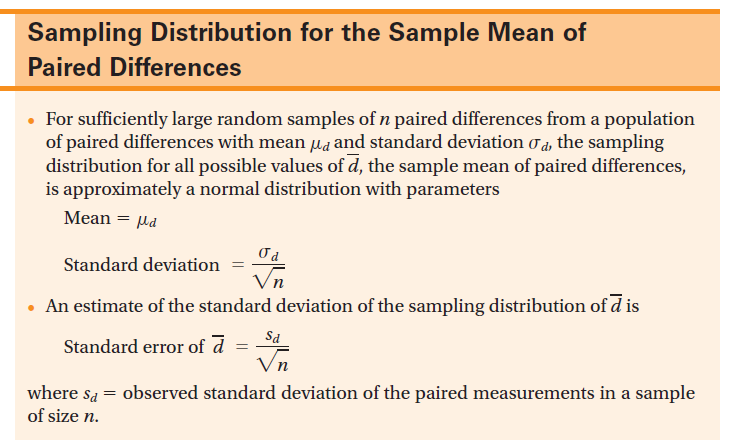 Sampling Distribution for the Sample Mean of
Paired Differences
• For sufficiently large random samples of n paired differences from a population
of paired differences with mean μd and standard deviation σd, the sampling
distribution for all possible values of d̅, the sample mean of paired differences,
is approximately a normal distribution with parameters
Mean = μd
Standard deviation = σd/√n
• An estimate of the standard deviation of the sampling distribution of d̅ is
Standard error of d̅ = sd/√n
where sd = observed standard deviation of the paired measurements in a sample
of size n.